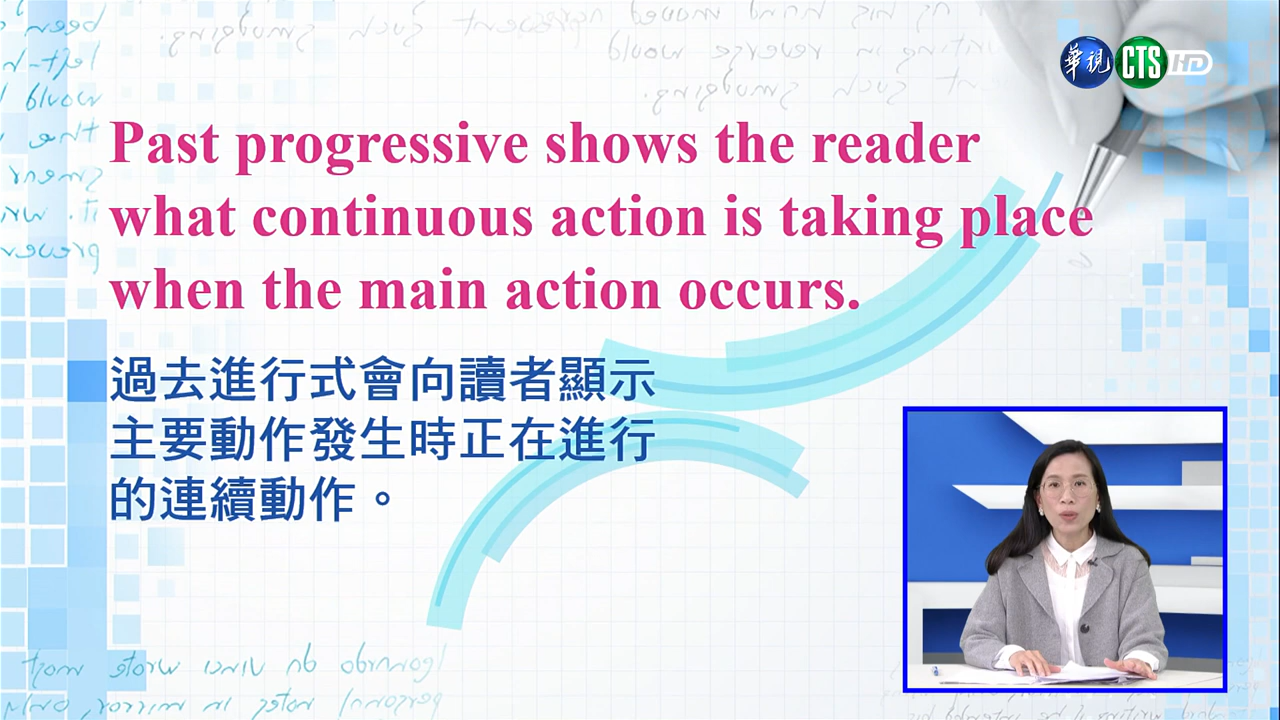 華視 CTS HD
Past progressive shows the reader
what continuous action is taking place
when the main action occurs.
過去進行式會向讀者顯示
主要動作發生時正在進行
的連續動作。